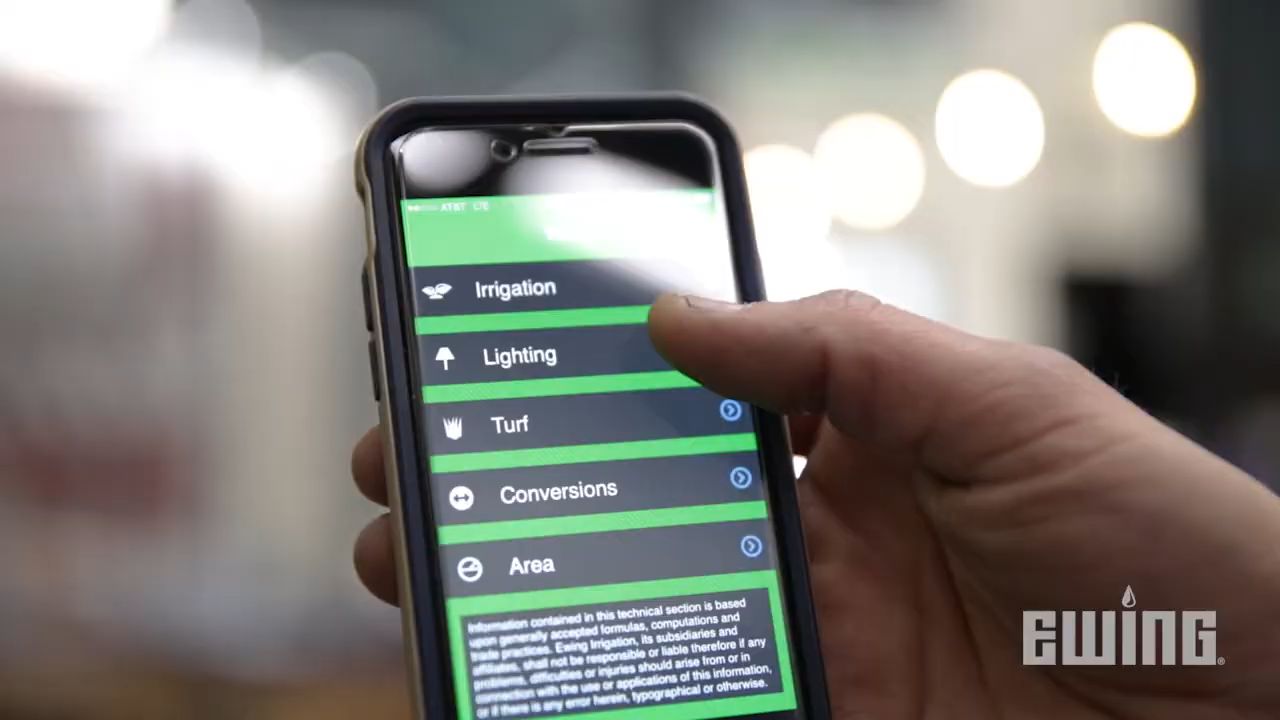 AT&T LTE
Irrigation
Lighting
Turf
Conversions
Area
Information contained in this technical section is based
upon generally accepted formulas, computations and
trade practices. Ewing Irrigation, its subsidiaries and
affiliates, shall not be responsible or liable therefore if any
problems, difficulties or injuries should arise from or in
connection with the use or applications of this information,
or if there is any error herein, typographical or otherwise.
EWING®